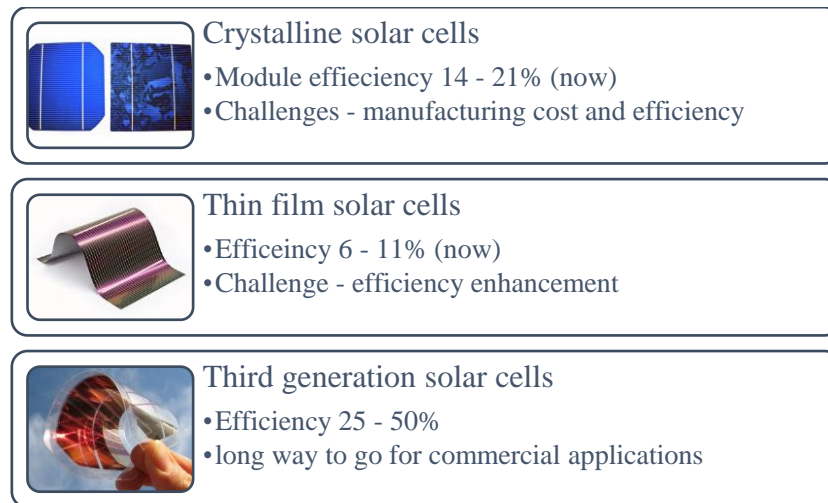 Crystalline solar cells
•Module effieciency 14 - 21% (now)
•Challenges - manufacturing cost and efficiency
Thin film solar cells
•Efficeincy 6 - 11% (now)
•Challenge - efficiency enhancement
Third generation solar cells
•Efficiency 25 - 50%
•long way to go for commercial applications